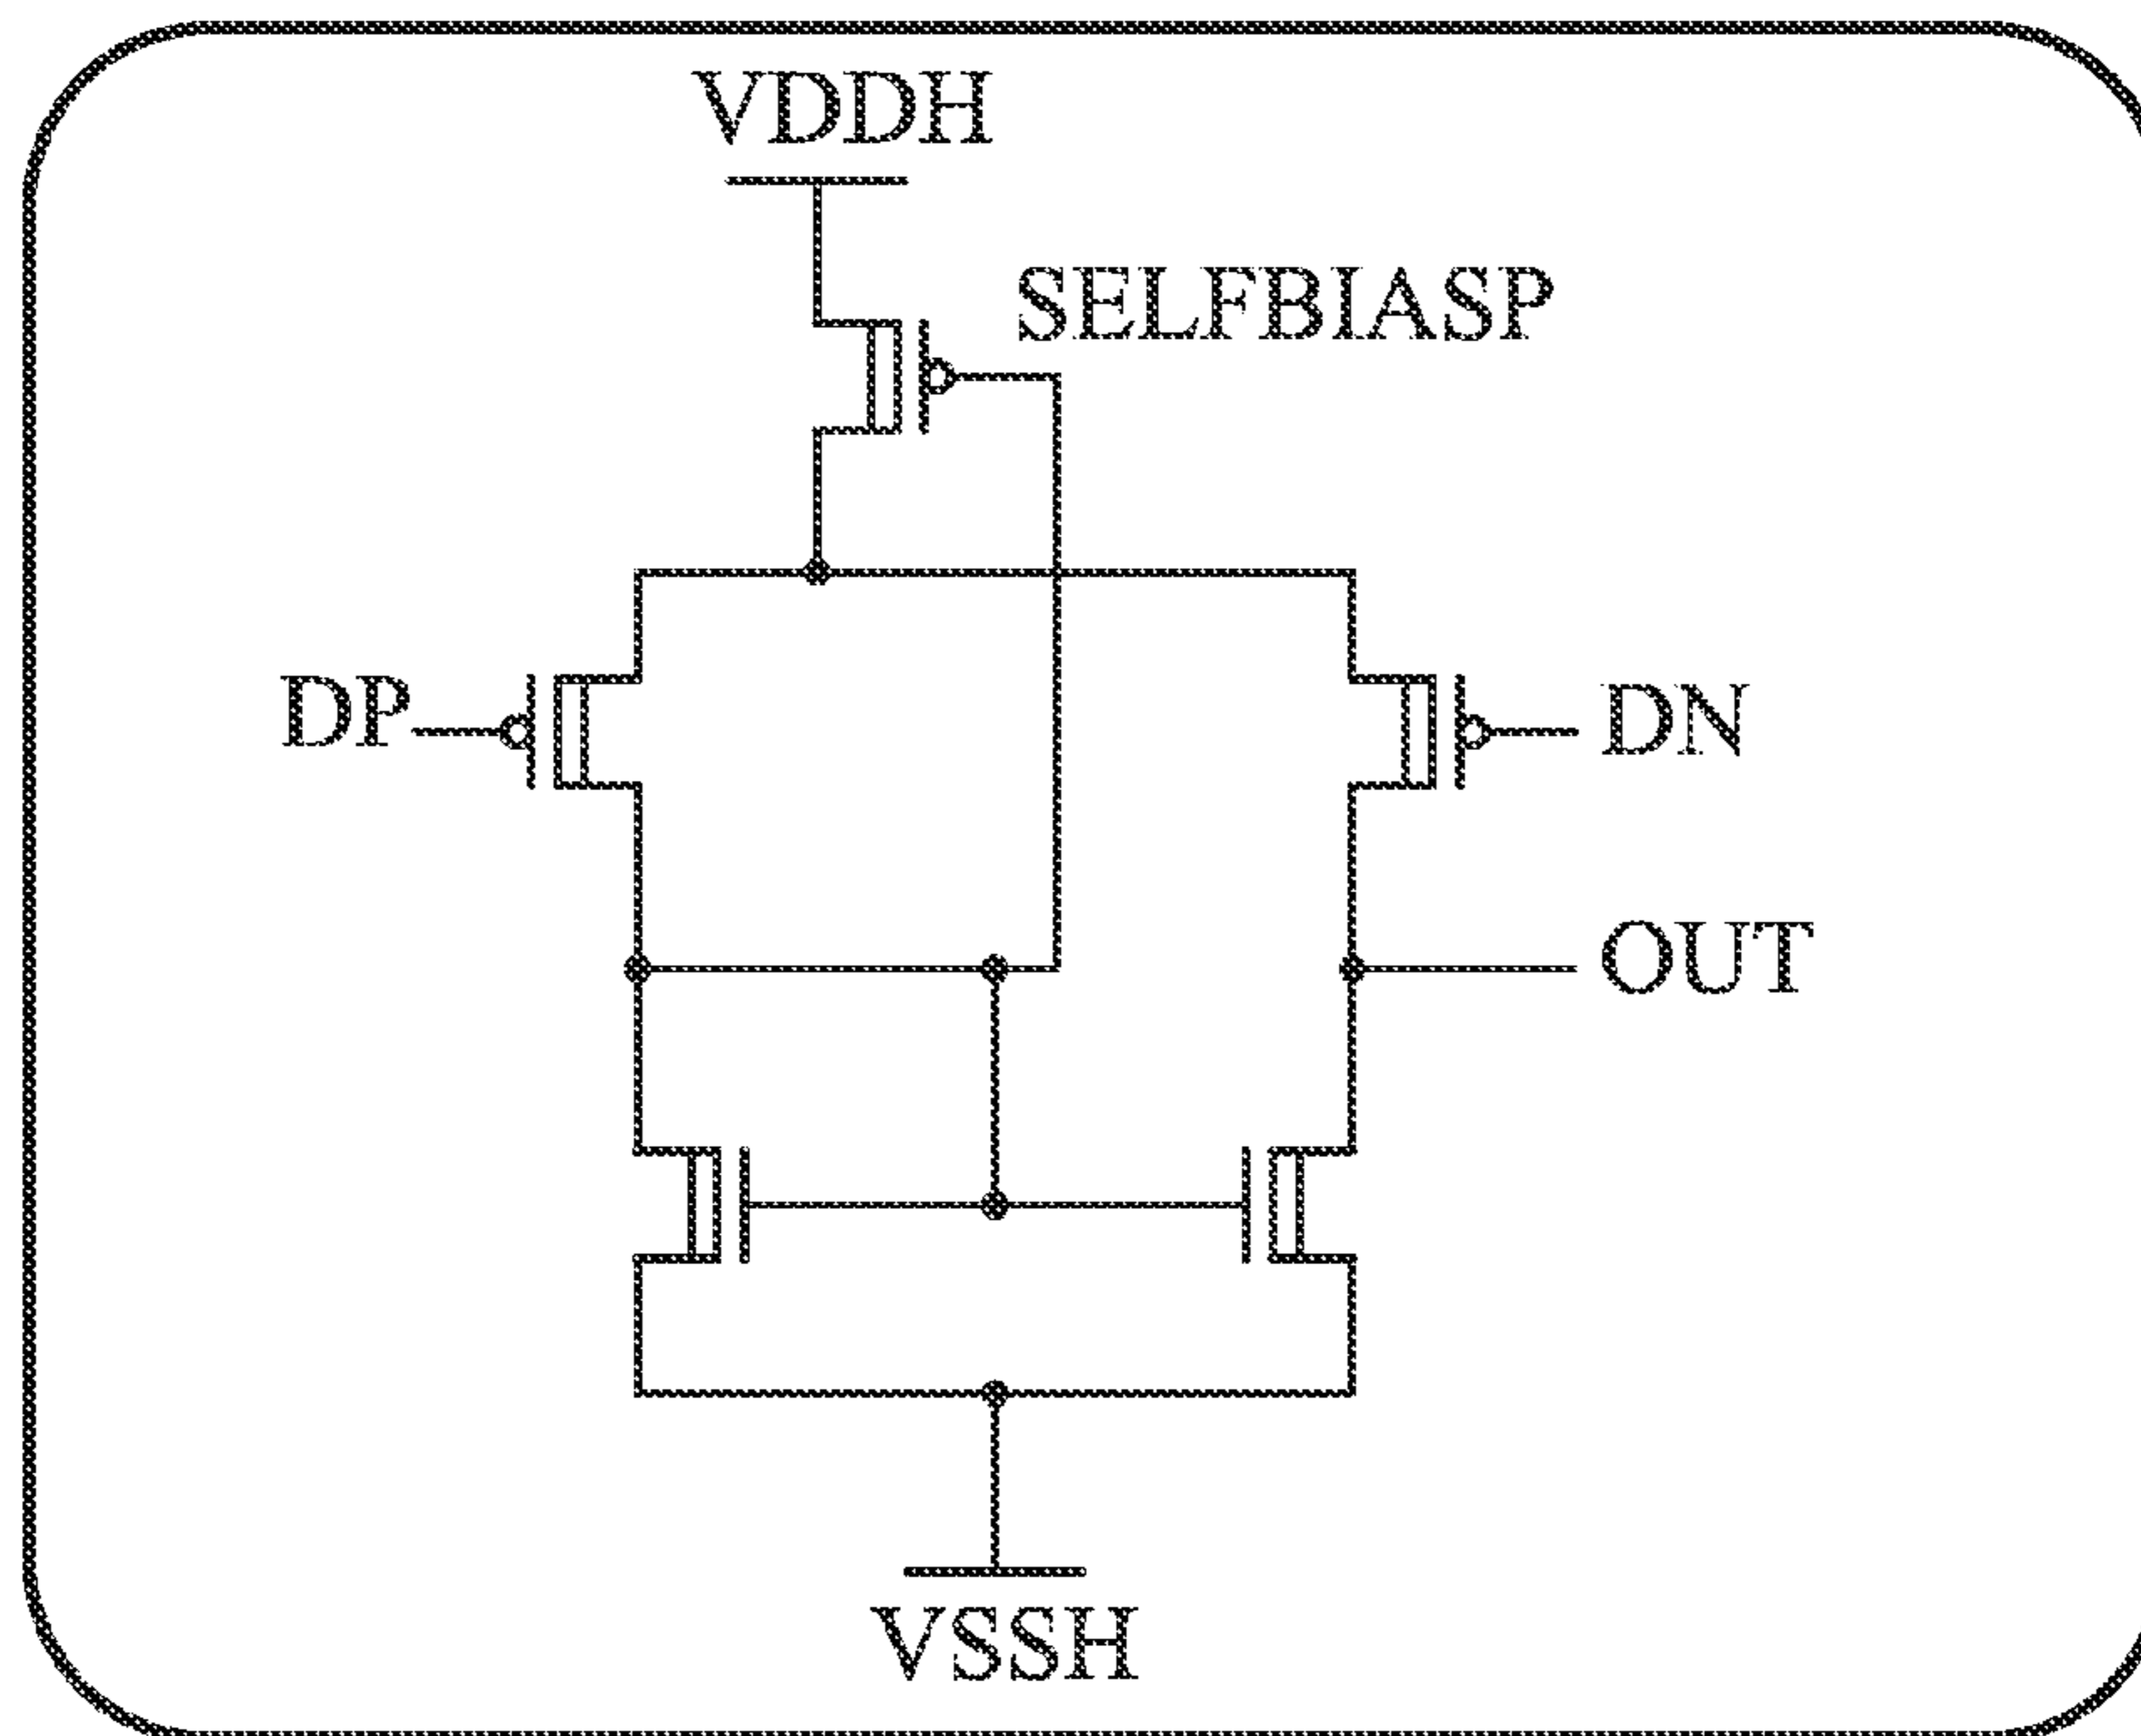 VDDH
SELFBIASP
DP
DN
OUT
VSSH